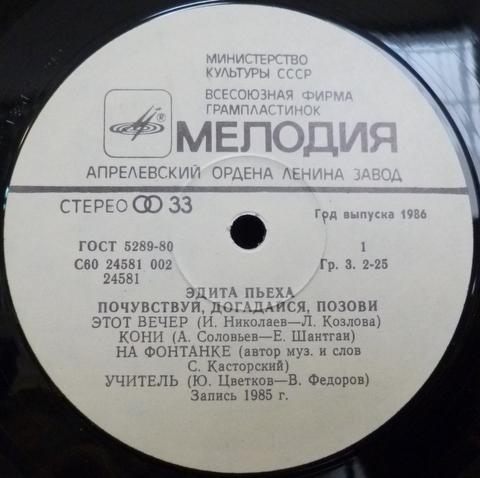 МИНИСТЕРСТВО
КУЛЬТУРЫ СССР
ВСЕСОЮЗНАЯ ФИРМА
ГРАМПЛАСТИНОК
® МЕЛОДИЯ
АПРЕЛЕВСКИЙ ОРДЕНА ЛЕНИНА ЗАВОД
СТЕРЕО 33
Год выпуска 1986
ГОСТ 5289-80
1
С60 24581 002
Гр. 3. 2-25
24581
ЭДИТА ПЬЕХА
ПОЧУВСТВУЙ, ДОГАДАЙСЯ, ПОЗОВИ
ЭТОТ ВЕЧЕР (И. Николаев—Л. Козлова)
КОНИ (А. Соловьев—Е. Шантгаи)
НА ФОНТАНКЕ (автор муз. и слов
С. Касторский)
УЧИТЕЛЬ (Ю. Цветков—В. Федоров)
Запись 1985 г.